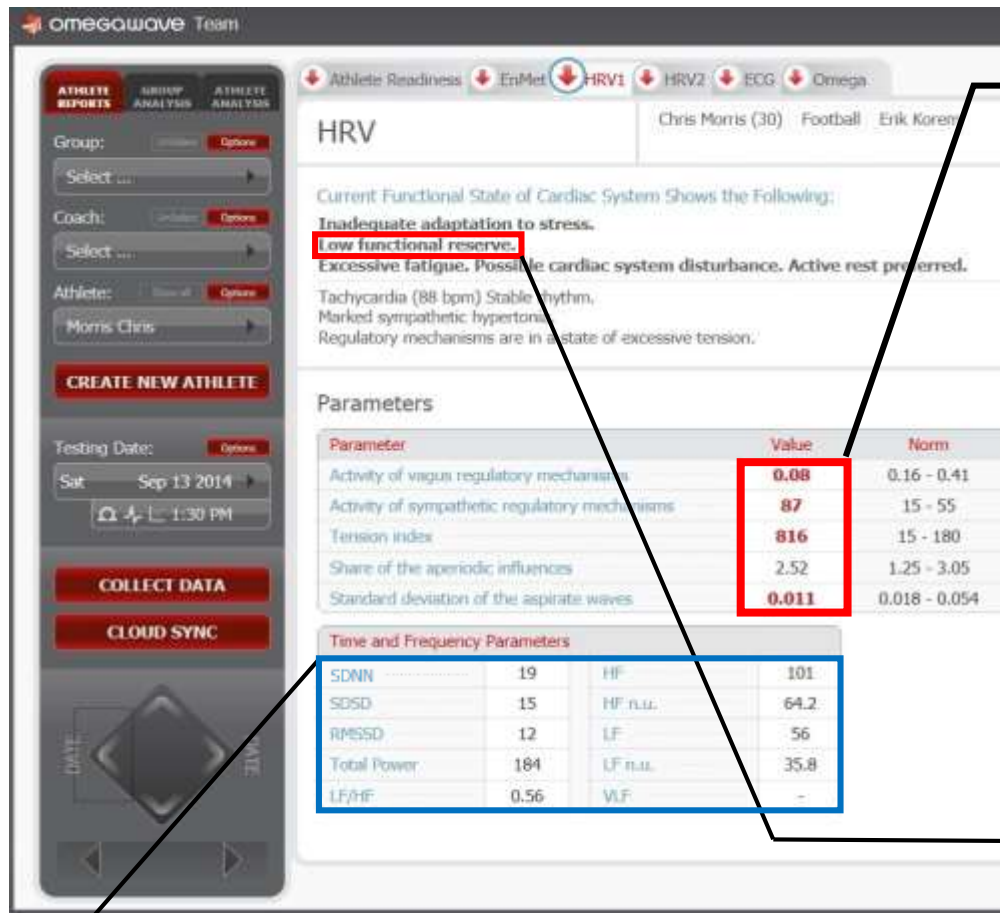 omegawave Team
ATHLETE REPORTS GROUP ANALYSIS ATHLETE ANALYSIS
Group: Options
Select ...
Coach: Options
Select ...
Athlete: Options
Morris Chris
CREATE NEW ATHLETE
Testing Date: Options
Sat Sep 13 2014
1:30 PM
COLLECT DATA
CLOUD SYNC
DATE
Athlete Readiness EnMet HRV1 HRV2 ECG Omega
HRV
Chris Morris (30) Football Erik Korem
Current Functional State of Cardiac System Shows the Following:
Inadequate adaptation to stress.
Low functional reserve.
Excessive fatigue. Possible cardiac system disturbance. Active rest preferred.
Tachycardia (88 bpm) Stable rhythm.
Marked sympathetic hypertonia.
Regulatory mechanisms are in a state of excessive tension.
Parameters
Parameter Value Norm
Activity of vagus regulatory mechanisms 0.08 0.16 - 0.41
Activity of sympathetic regulatory mechanisms 87 15 - 55
Tension index 816 15 - 180
Share of the aperiodic influences 2.52 1.25 - 3.05
Standard deviation of the aspirate waves 0.011 0.018 - 0.054
Time and Frequency Parameters
SDNN 19 HF 101
SDSD 15 HF n.u. 64.2
RMSSD 12 LF 56
Total Power 184 LF n.u. 35.8
LF/HF 0.56 VLF -